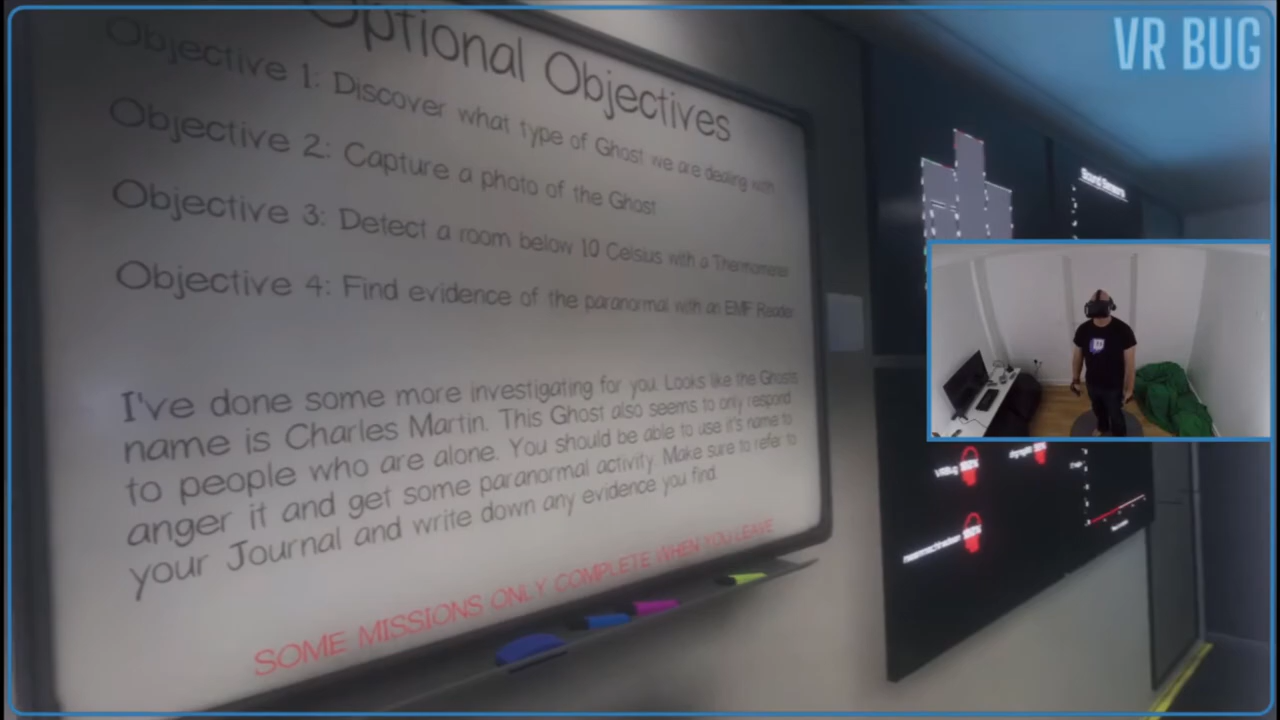 VR BUG
Optional Objectives
Objective 1: Discover what type of Ghost we are dealing with
Objective 2: Capture a photo of the Ghost
Objective 3: Detect a room below 10 Celsius with a Thermometer
Objective 4: Find evidence of the paranormal with an EMF Reader
I've done some more investigating for you. Looks like the Ghosts
name is Charles Martin. This Ghost also seems to only respond
to people who are alone. You should be able to use it's name to
anger it and get some paranormal activity. Make sure to refer to
your Journal and write down any evidence you find.
SOME MISSIONS ONLY COMPLETE WHEN YOU LEAVE
Sound Sensors
VRBug 100%